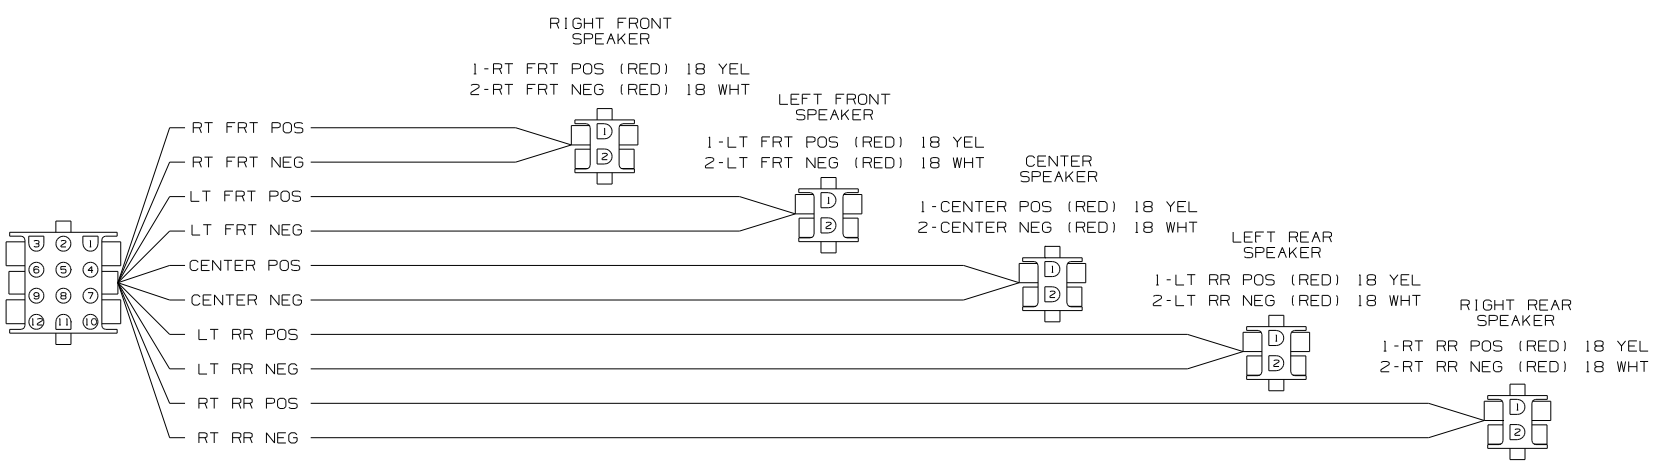 RIGHT FRONT
SPEAKER
1-RT FRT POS (RED) 18 YEL
2-RT FRT NEG (RED) 18 WHT
LEFT FRONT
SPEAKER
1-LT FRT POS (RED) 18 YEL
2-LT FRT NEG (RED) 18 WHT
CENTER
SPEAKER
1-CENTER POS (RED) 18 YEL
2-CENTER NEG (RED) 18 WHT
LEFT REAR
SPEAKER
1-LT RR POS (RED) 18 YEL
2-LT RR NEG (RED) 18 WHT
RIGHT REAR
SPEAKER
1-RT RR POS (RED) 18 YEL
2-RT RR NEG (RED) 18 WHT
RT FRT POS
RT FRT NEG
LT FRT POS
LT FRT NEG
CENTER POS
CENTER NEG
LT RR POS
LT RR NEG
RT RR POS
RT RR NEG
3 2 1
6 5 4
9 8 7
12 11 10
1
2
1
2
1
2
1
2
1
2